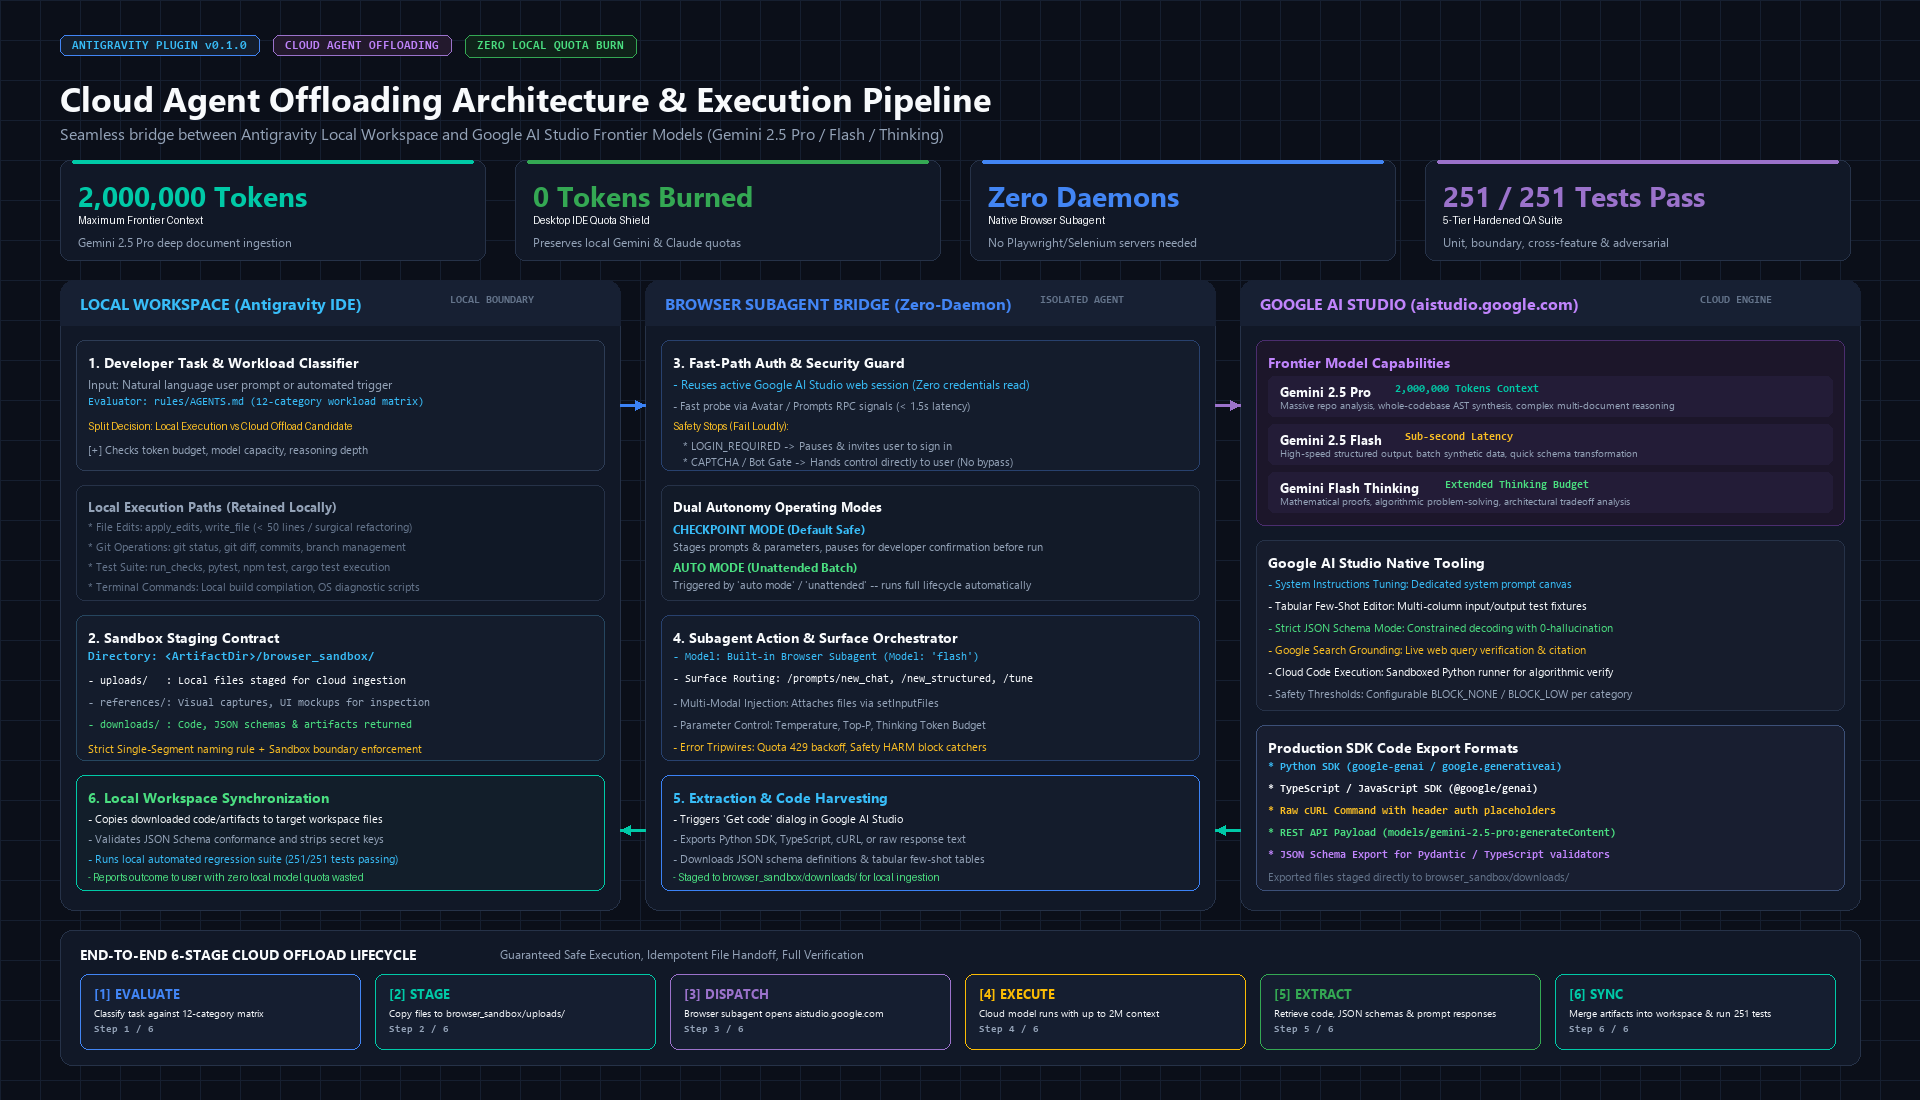 ANTIGRAVITY PLUGIN v0.1.0
CLOUD AGENT OFFLOADING
ZERO LOCAL QUOTA BURN
Cloud Agent Offloading Architecture & Execution Pipeline
Seamless bridge between Antigravity Local Workspace and Google AI Studio Frontier Models (Gemini 2.5 Pro / Flash / Thinking)
2,000,000 Tokens
Maximum Frontier Context
Gemini 2.5 Pro deep document ingestion
0 Tokens Burned
Desktop IDE Quota Shield
Preserves local Gemini & Claude quotas
Zero Daemons
Native Browser Subagent
No Playwright/Selenium servers needed
251 / 251 Tests Pass
5-Tier Hardened QA Suite
Unit, boundary, cross-feature & adversarial
LOCAL WORKSPACE (Antigravity IDE)
LOCAL BOUNDARY
1. Developer Task & Workload Classifier
Input: Natural language user prompt or automated trigger
Evaluator: rules/AGENTS.md (12-category workload matrix)
Split Decision: Local Execution vs Cloud Offload Candidate
[+] Checks token budget, model capacity, reasoning depth
Local Execution Paths (Retained Locally)
* File Edits: apply_edits, write_file (< 50 lines / surgical refactoring)
* Git Operations: git status, git diff, commits, branch management
* Test Suite: run_checks, pytest, npm test, cargo test execution
* Terminal Commands: Local build compilation, OS diagnostic scripts
2. Sandbox Staging Contract
Directory: <ArtifactDir>/browser_sandbox/
- uploads/   : Local files staged for cloud ingestion
- references/: Visual captures, UI mockups for inspection
- downloads/ : Code, JSON schemas & artifacts returned
Strict Single-Segment naming rule + Sandbox boundary enforcement
6. Local Workspace Synchronization
- Copies downloaded code/artifacts to target workspace files
- Validates JSON Schema conformance and strips secret keys
- Runs local automated regression suite (251/251 tests passing)
- Reports outcome to user with zero local model quota wasted
BROWSER SUBAGENT BRIDGE (Zero-Daemon)
ISOLATED AGENT
3. Fast-Path Auth & Security Guard
- Reuses active Google AI Studio web session (Zero credentials read)
- Fast probe via Avatar / Prompts RPC signals (< 1.5s latency)
Safety Stops (Fail Loudly):
* LOGIN_REQUIRED -> Pauses & invites user to sign in
* CAPTCHA / Bot Gate -> Hands control directly to user (No bypass)
Dual Autonomy Operating Modes
CHECKPOINT MODE (Default Safe)
Stages prompts & parameters, pauses for developer confirmation before run
AUTO MODE (Unattended Batch)
Triggered by 'auto mode' / 'unattended' -- runs full lifecycle automatically
4. Subagent Action & Surface Orchestrator
- Model: Built-in Browser Subagent (Model: 'flash')
- Surface Routing: /prompts/new_chat, /new_structured, /tune
- Multi-Modal Injection: Attaches files via setInputFiles
- Parameter Control: Temperature, Top-P, Thinking Token Budget
- Error Tripwires: Quota 429 backoff, Safety HARM block catchers
5. Extraction & Code Harvesting
- Triggers 'Get code' dialog in Google AI Studio
- Exports Python SDK, TypeScript, cURL, or raw response text
- Downloads JSON schema definitions & tabular few-shot tables
- Staged to browser_sandbox/downloads/ for local ingestion
GOOGLE AI STUDIO (aistudio.google.com)
CLOUD ENGINE
Frontier Model Capabilities
Gemini 2.5 Pro
2,000,000 Tokens Context
Massive repo analysis, whole-codebase AST synthesis, complex multi-document reasoning
Gemini 2.5 Flash
Sub-second Latency
High-speed structured output, batch synthetic data, quick schema transformation
Gemini Flash Thinking
Extended Thinking Budget
Mathematical proofs, algorithmic problem-solving, architectural tradeoff analysis
Google AI Studio Native Tooling
- System Instructions Tuning: Dedicated system prompt canvas
- Tabular Few-Shot Editor: Multi-column input/output test fixtures
- Strict JSON Schema Mode: Constrained decoding with 0-hallucination
- Google Search Grounding: Live web query verification & citation
- Cloud Code Execution: Sandboxed Python runner for algorithmic verify
- Safety Thresholds: Configurable BLOCK_NONE / BLOCK_LOW per category
Production SDK Code Export Formats
* Python SDK (google-genai / google.generativeai)
* TypeScript / JavaScript SDK (@google/genai)
* Raw cURL Command with header auth placeholders
* REST API Payload (models/gemini-2.5-pro:generateContent)
* JSON Schema Export for Pydantic / TypeScript validators
Exported files staged directly to browser_sandbox/downloads/
END-TO-END 6-STAGE CLOUD OFFLOAD LIFECYCLE
Guaranteed Safe Execution, Idempotent File Handoff, Full Verification
[1] EVALUATE
Classify task against 12-category matrix
Step 1 / 6
[2] STAGE
Copy files to browser_sandbox/uploads/
Step 2 / 6
[3] DISPATCH
Browser subagent opens aistudio.google.com
Step 3 / 6
[4] EXECUTE
Cloud model runs with up to 2M context
Step 4 / 6
[5] EXTRACT
Retrieve code, JSON schemas & prompt responses
Step 5 / 6
[6] SYNC
Merge artifacts into workspace & run 251 tests
Step 6 / 6